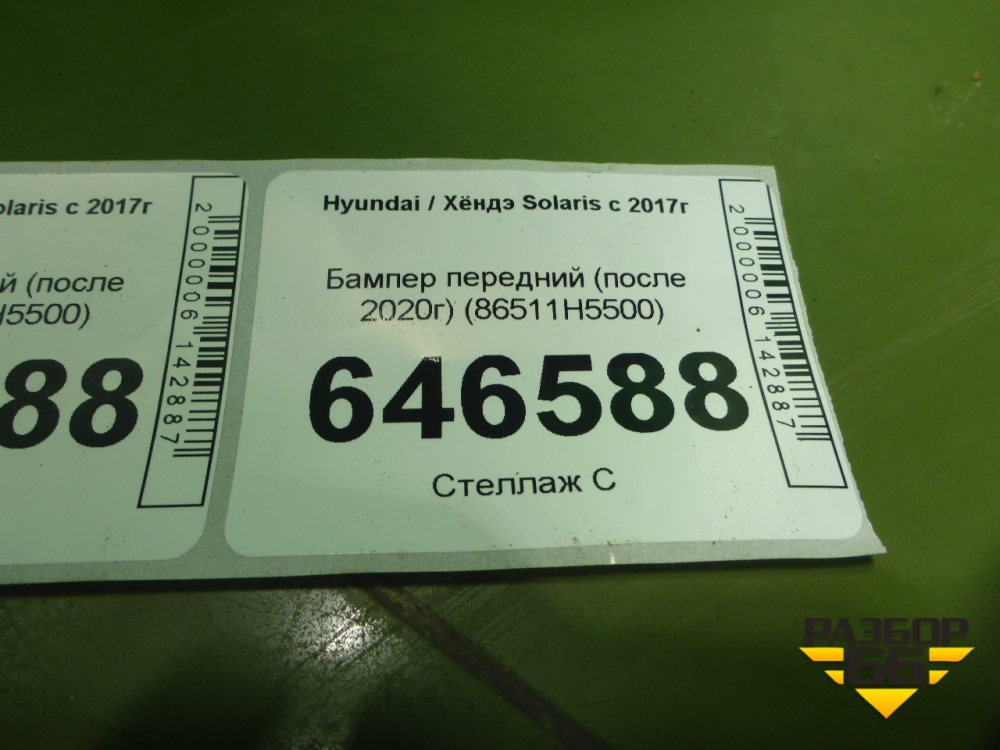 olaris с 2017г
й (после
H5500)
88
2000006142887
Hyundai / Хёндэ Solaris с 2017г
Бампер передний (после
2020г) (86511H5500)
646588
Стеллаж С
2000006142887
РАЗБОР
66